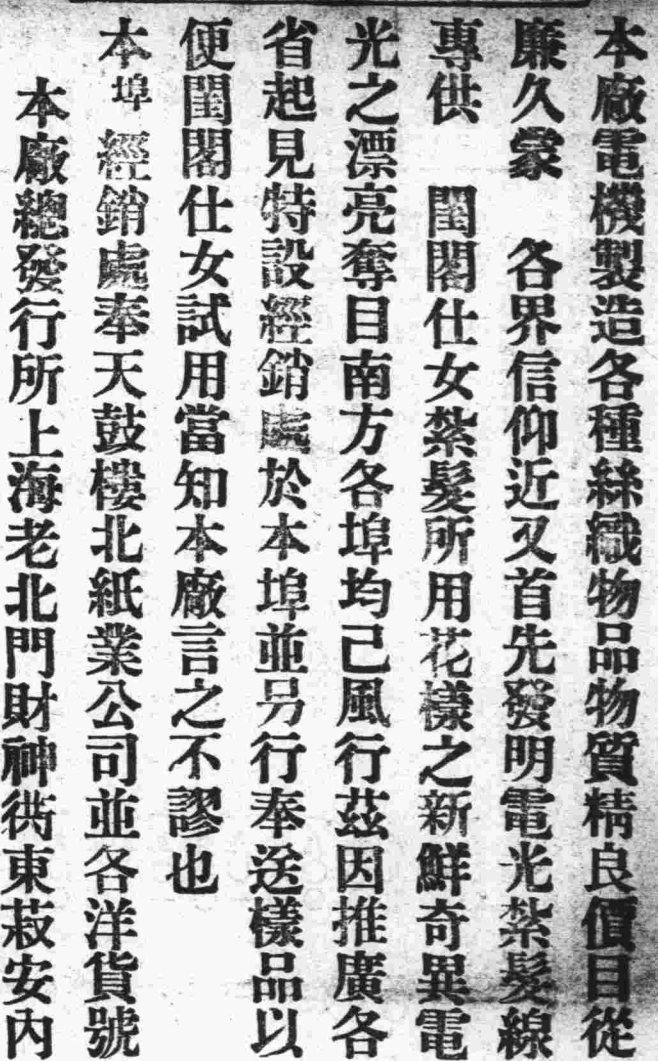 本廠電機製造各種絲織物品物質精良價目從
廉久蒙　各界信仰近又首先發明電光紮髮線
專供　閨閣仕女紮髮所用花樣之新鮮奇異電
光之漂亮奪目南方各埠均己風行茲因推廣各
省起見特設經銷處於本埠並另行奉送樣品以
便閨閣仕女試用當知本廠言之不謬也
本埠　經銷處奉天鼓樓北紙業公司並各洋貨號
本廠總發行所上海老北門財神衖東菽安內